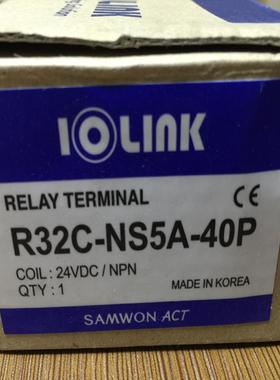 IOLINK
RELAY TERMINAL
CE
R32C-NS5A-40P
COIL : 24VDC / NPN
QTY : 1
MADE IN KOREA
SAMWON ACT